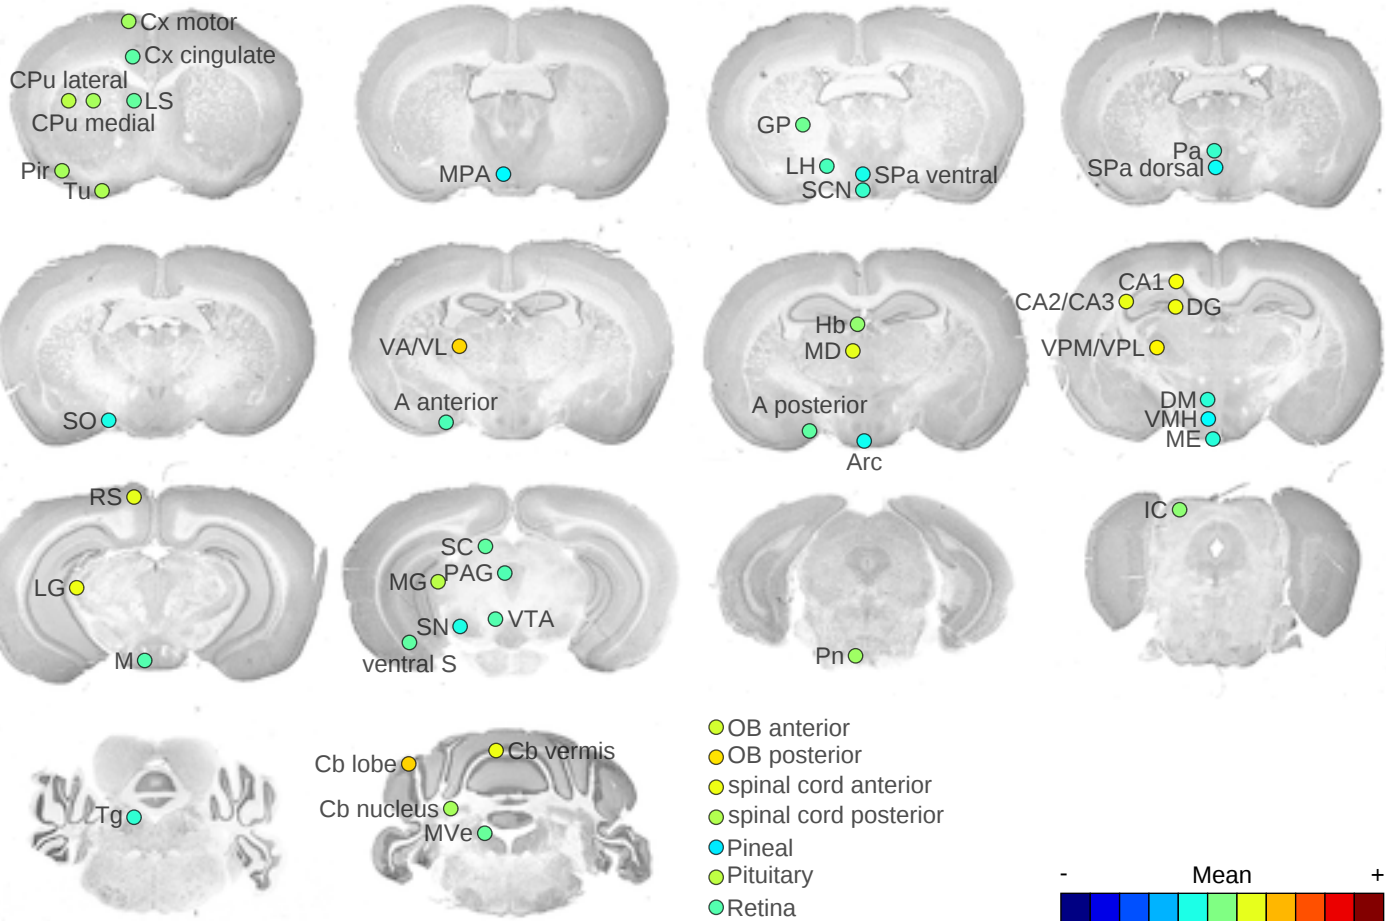 Cx motor
Cx cingulate
CPu lateral
LS
CPu medial
Pir
Tu
MPA
GP
LH
SPa ventral
SCN
Pa
SPa dorsal
SO
VA/VL
A anterior
Hb
MD
A posterior
Arc
CA1
CA2/CA3
DG
VPM/VPL
DM
VMH
ME
RS
LG
M
SC
PAG
MG
VTA
SN
ventral S
Pn
IC
Tg
Cb lobe
Cb vermis
Cb nucleus
MVe
OB anterior
OB posterior
spinal cord anterior
spinal cord posterior
Pineal
Pituitary
Retina
- Mean +